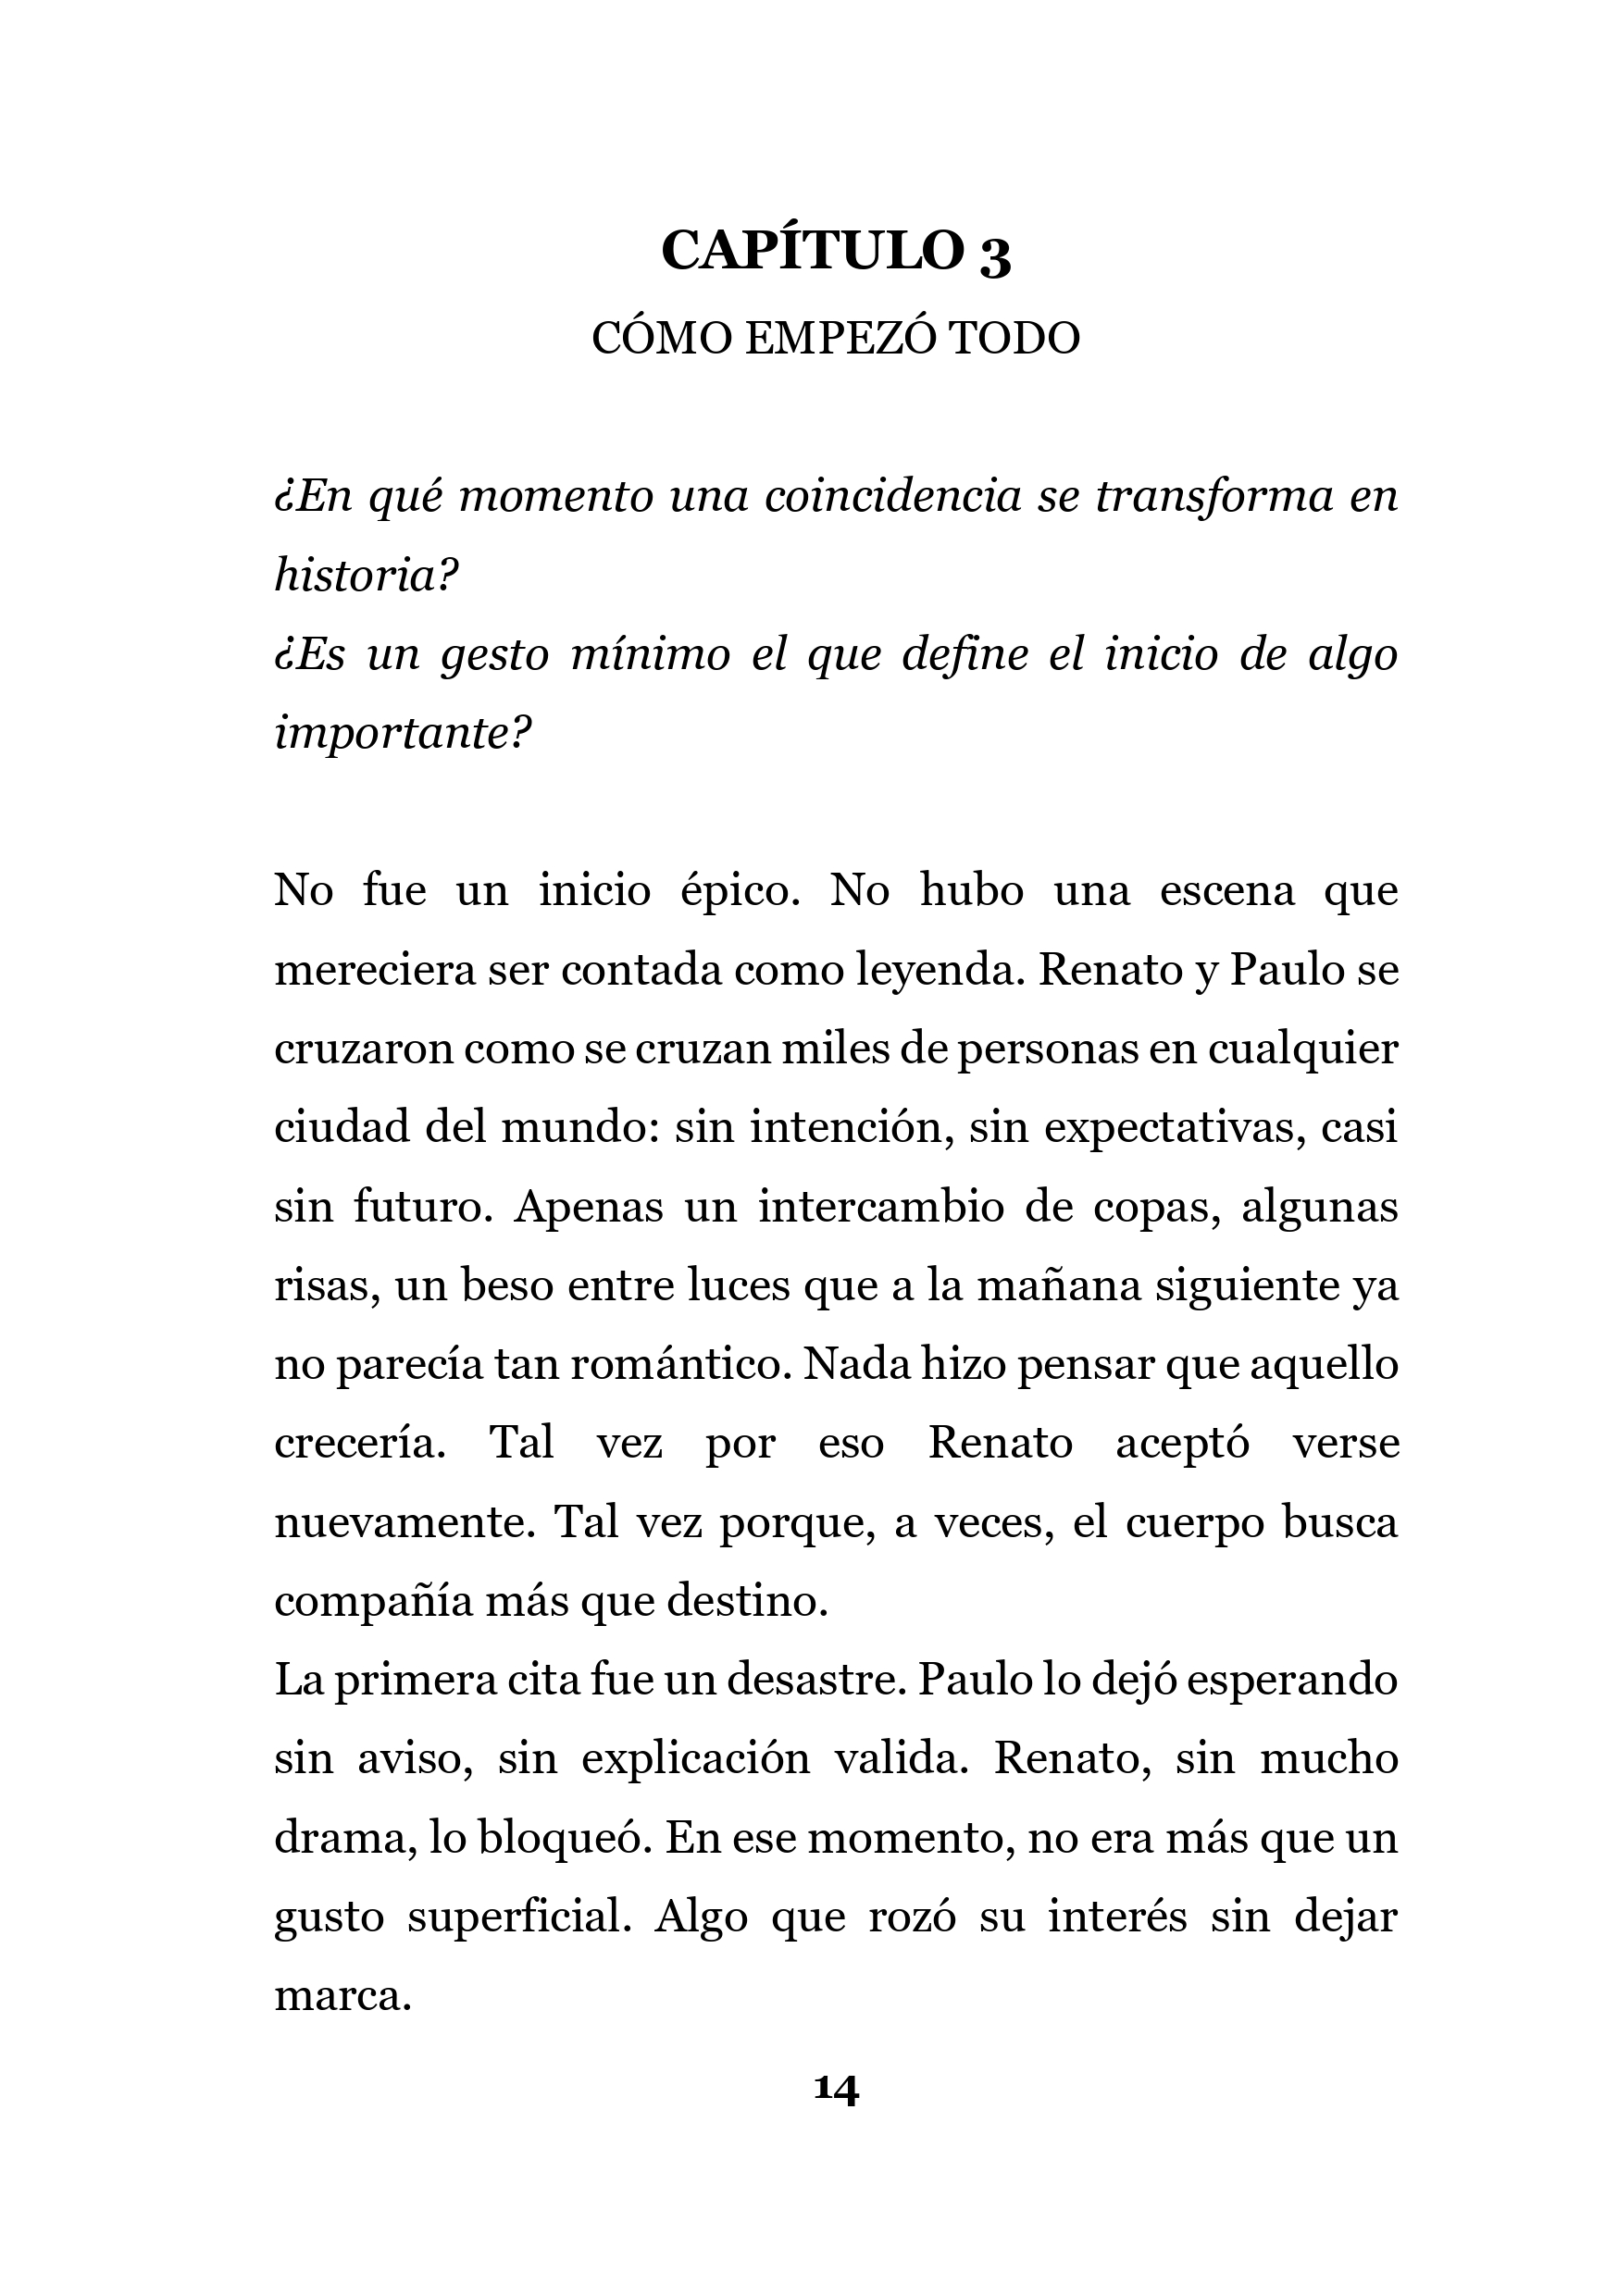 CAPÍTULO 3
CÓMO EMPEZÓ TODO
¿En qué momento una coincidencia se transforma en
historia?
¿Es un gesto mínimo el que define el inicio de algo
importante?
No fue un inicio épico. No hubo una escena que
mereciera ser contada como leyenda. Renato y Paulo se
cruzaron como se cruzan miles de personas en cualquier
ciudad del mundo: sin intención, sin expectativas, casi
sin futuro. Apenas un intercambio de copas, algunas
risas, un beso entre luces que a la mañana siguiente ya
no parecía tan romántico. Nada hizo pensar que aquello
crecería. Tal vez por eso Renato aceptó verse
nuevamente. Tal vez porque, a veces, el cuerpo busca
compañía más que destino.
La primera cita fue un desastre. Paulo lo dejó esperando
sin aviso, sin explicación valida. Renato, sin mucho
drama, lo bloqueó. En ese momento, no era más que un
gusto superficial. Algo que rozó su interés sin dejar
marca.
14